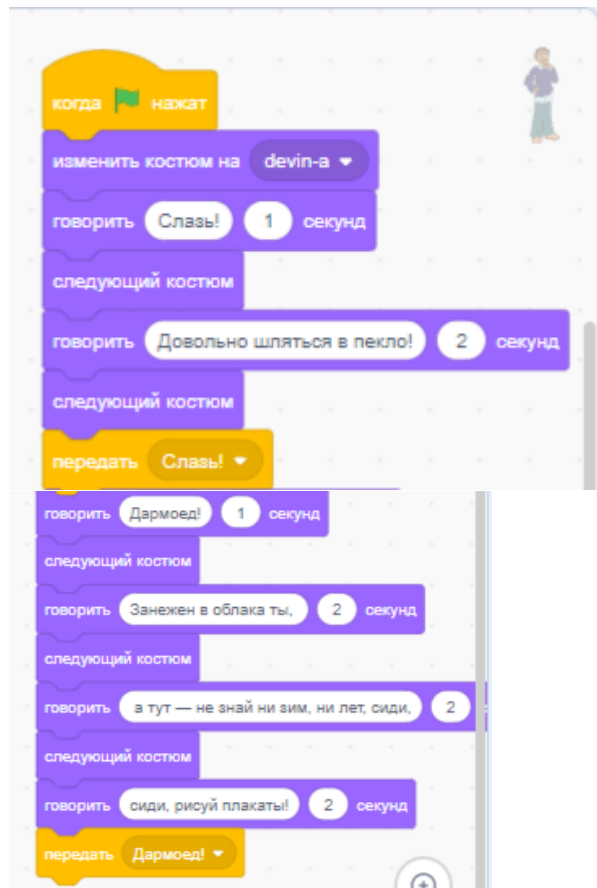 когда нажат
изменить костюм на devin-a
говорить Слазь! 1 секунд
следующий костюм
говорить Довольно шляться в пекло! 2 секунд
следующий костюм
передать Слазь!
говорить Дармоед! 1 секунд
следующий костюм
говорить Занежен в облака ты, 2 секунд
следующий костюм
говорить а тут — не знай ни зим, ни лет, сиди, 2
следующий костюм
говорить сиди, рисуй плакаты! 2 секунд
передать Дармоед!